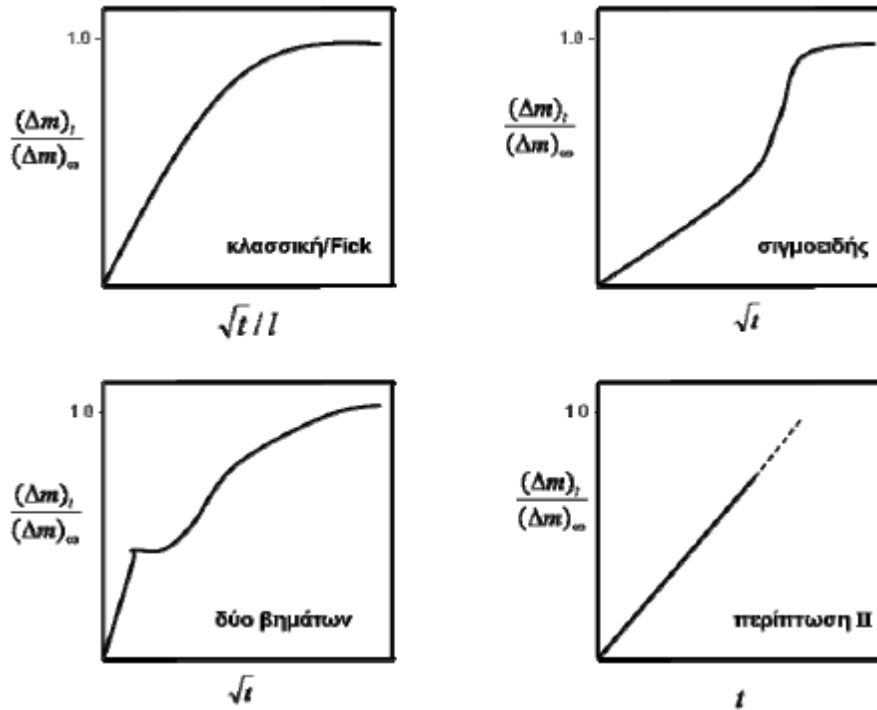 1.0
(Δm)ₜ
(Δm)∞
κλασσική/Fick
√t / l
1.0
(Δm)ₜ
(Δm)∞
σιγμοειδής
√t
1.0
(Δm)ₜ
(Δm)∞
δύο βημάτων
√t
1.0
(Δm)ₜ
(Δm)∞
περίπτωση II
t